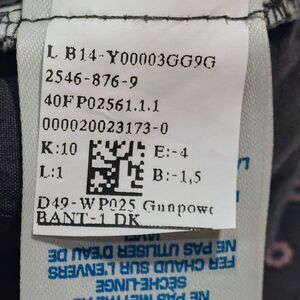 L B14-Y00003GG9G
2546-876-9
40FP02561.1.1
000020023173-0
K:10 E:-4
L:1 B:-1,5
D49-WP025 Gunpowd
BANT-1 DK
NE PAS UTILISER D'EAU DE
FER CHAUD SUR L'ENVERS
SECHE-LINGE